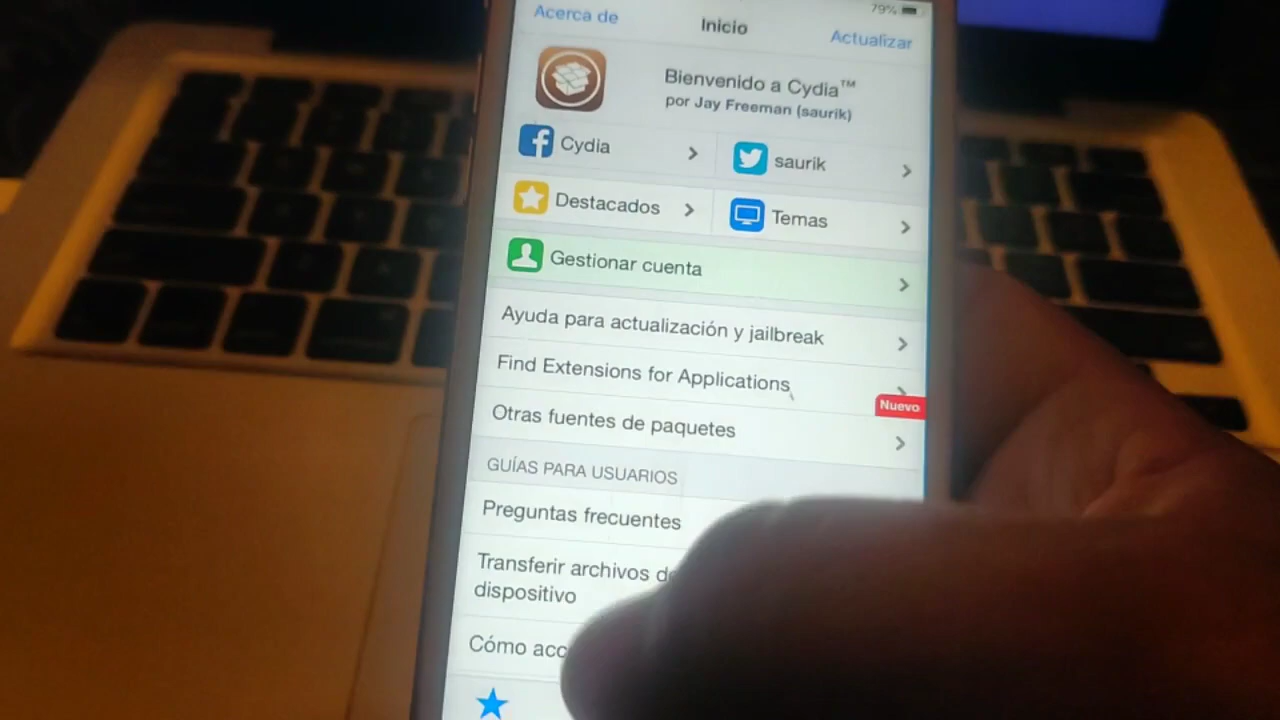 79%
Acerca de
Inicio
Actualizar
Bienvenido a Cydia™
por Jay Freeman (saurik)
Cydia
saurik
Destacados
Temas
Gestionar cuenta
Ayuda para actualización y jailbreak
Find Extensions for Applications
Nuevo
Otras fuentes de paquetes
GUÍAS PARA USUARIOS
Preguntas frecuentes
Transferir archivos
dispositivo
Cómo